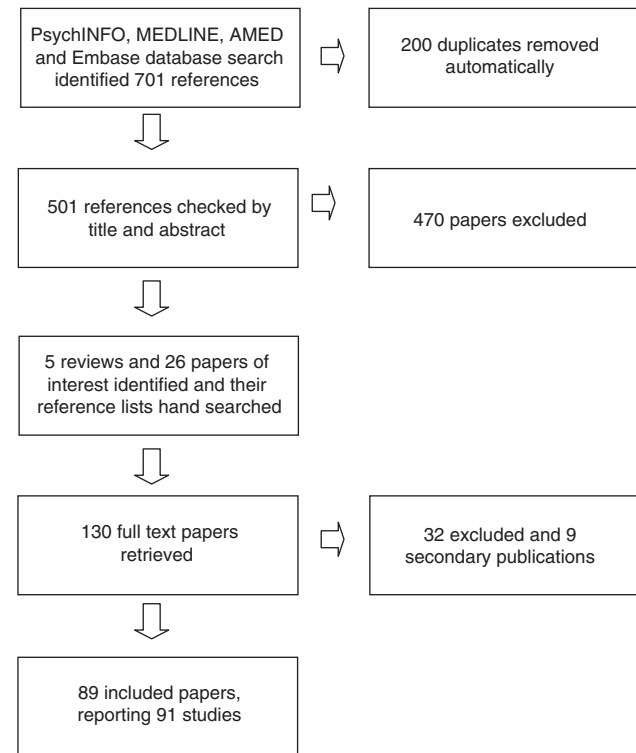 PsychINFO, MEDLINE, AMED
and Embase database search
identified 701 references
200 duplicates removed
automatically
501 references checked by
title and abstract
470 papers excluded
5 reviews and 26 papers of
interest identified and their
reference lists hand searched
130 full text papers
retrieved
32 excluded and 9
secondary publications
89 included papers,
reporting 91 studies